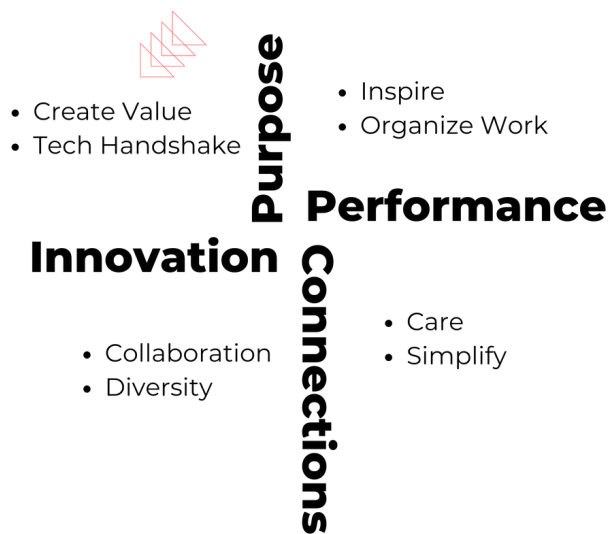 Purpose
• Create Value
• Tech Handshake
• Inspire
• Organize Work
Performance
Innovation
Connections
• Collaboration
• Diversity
• Care
• Simplify